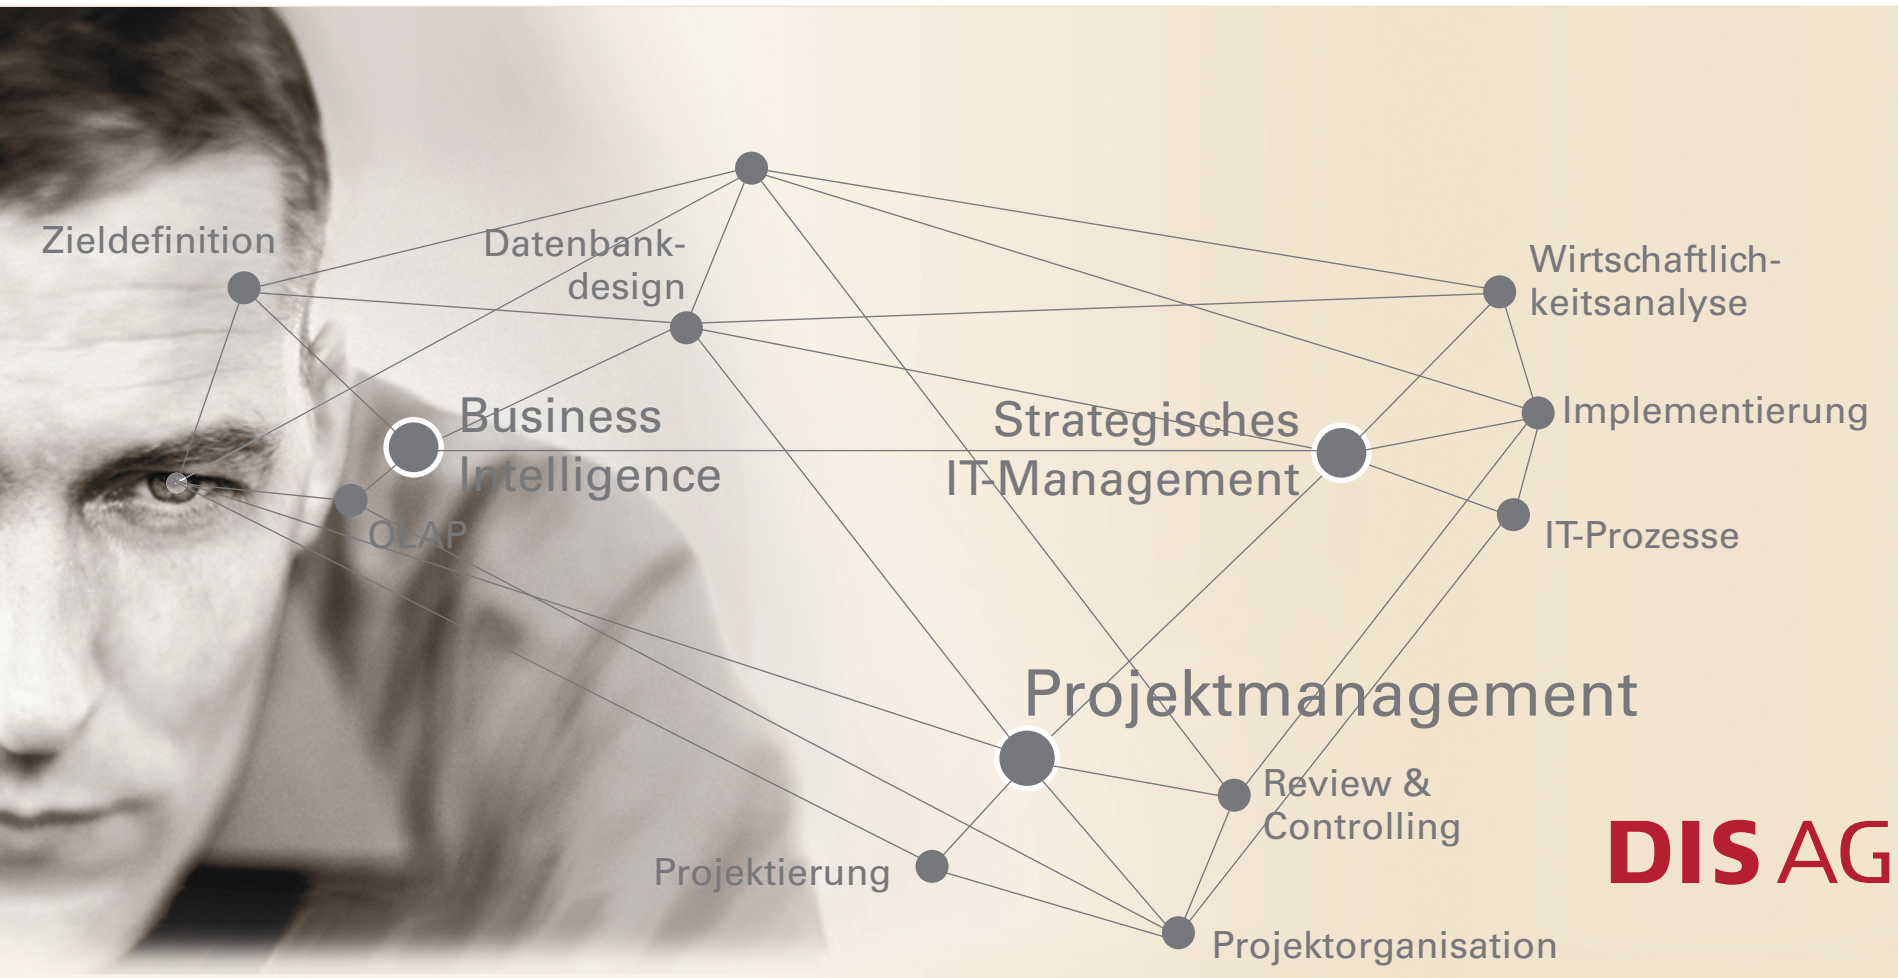 Zieldefinition
Datenbank-
design
Wirtschaftlich-
keitsanalyse
Business
Intelligence
Strategisches
IT-Management
Implementierung
OLAP
IT-Prozesse
Projektmanagement
Review &
Controlling
Projektierung
DIS AG
Projektorganisation